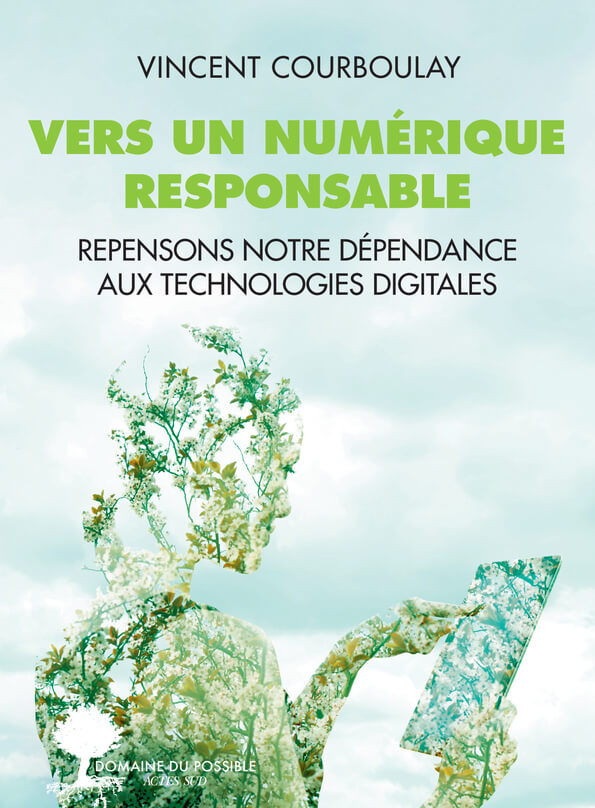 VINCENT COURBOULAY
VERS UN NUMÉRIQUE
RESPONSABLE
REPENSONS NOTRE DÉPENDANCE
AUX TECHNOLOGIES DIGITALES
DOMAINE DU POSSIBLE
ACTES SUD